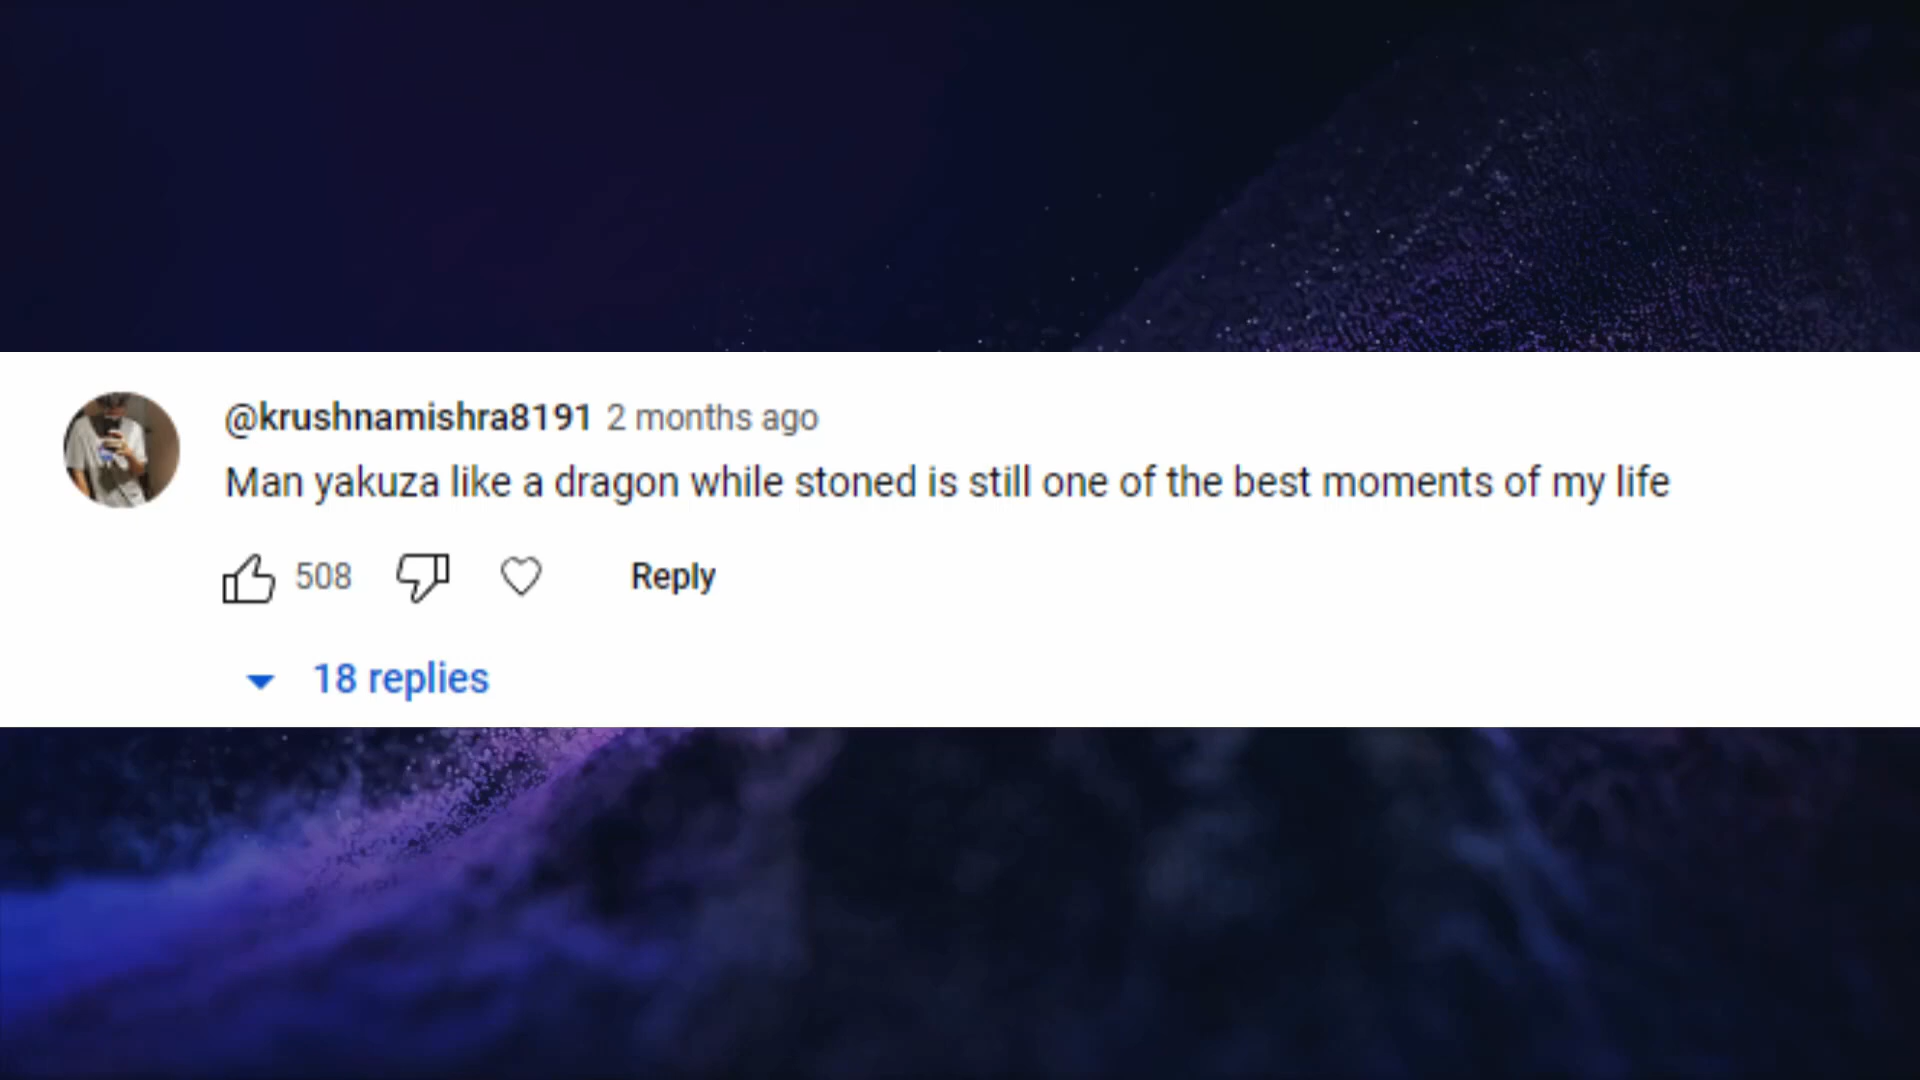 @krushnamishra8191 2 months ago
Man yakuza like a dragon while stoned is still one of the best moments of my life
508 Reply
18 replies